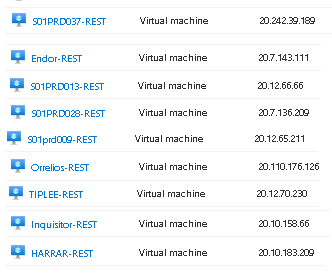 S01PRD037-REST Virtual machine 20.242.39.189
Endor-REST Virtual machine 20.7.143.111
S01PRD013-REST Virtual machine 20.12.66.66
S01PRD028-REST Virtual machine 20.7.136.209
S01prd009-REST Virtual machine 20.12.65.211
Orrelios-REST Virtual machine 20.110.176.126
TIPLEE-REST Virtual machine 20.12.70.230
Inquisitor-REST Virtual machine 20.10.158.66
HARRAR-REST Virtual machine 20.10.183.209